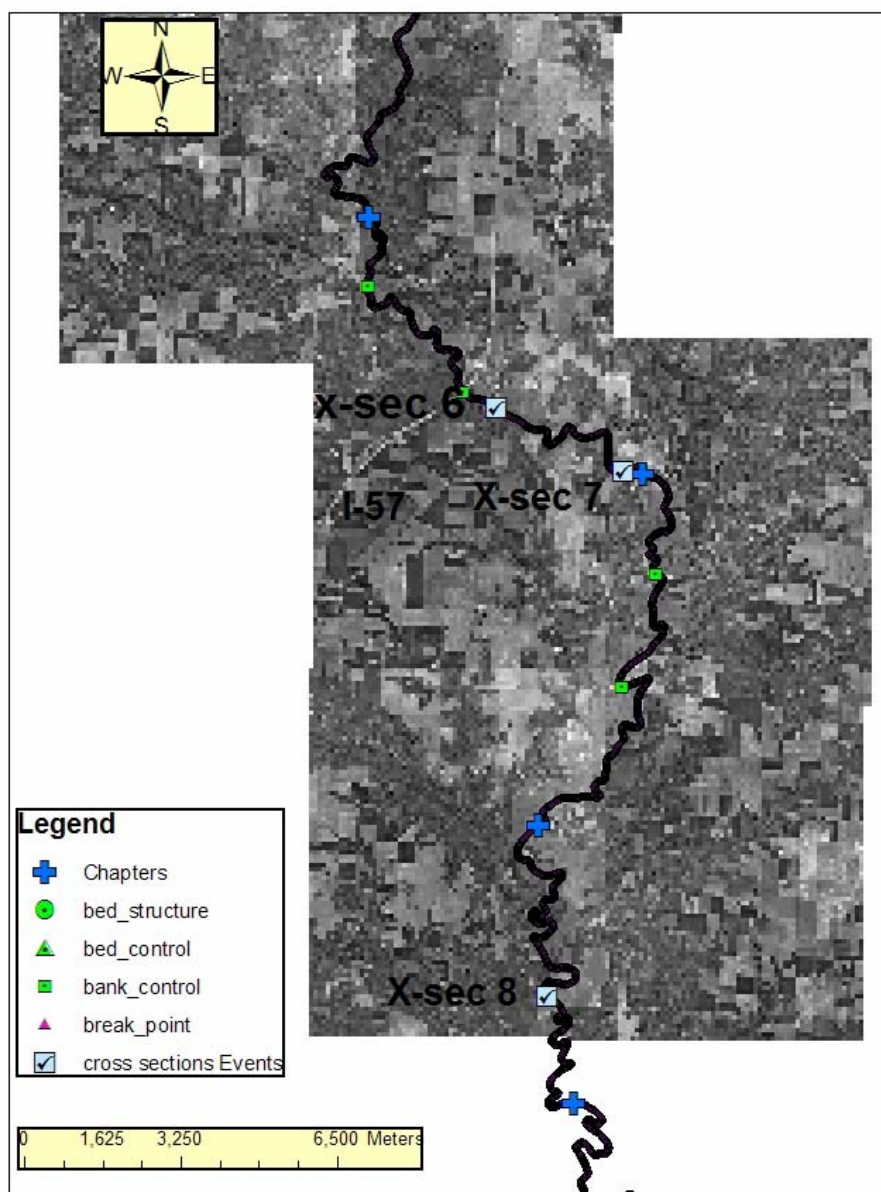 N
W E
S
x-sec 6
X-sec 7
I-57
X-sec 8
Legend
Chapters
bed_structure
bed_control
bank_control
break_point
cross sections Events
0 1,625 3,250 6,500 Meters